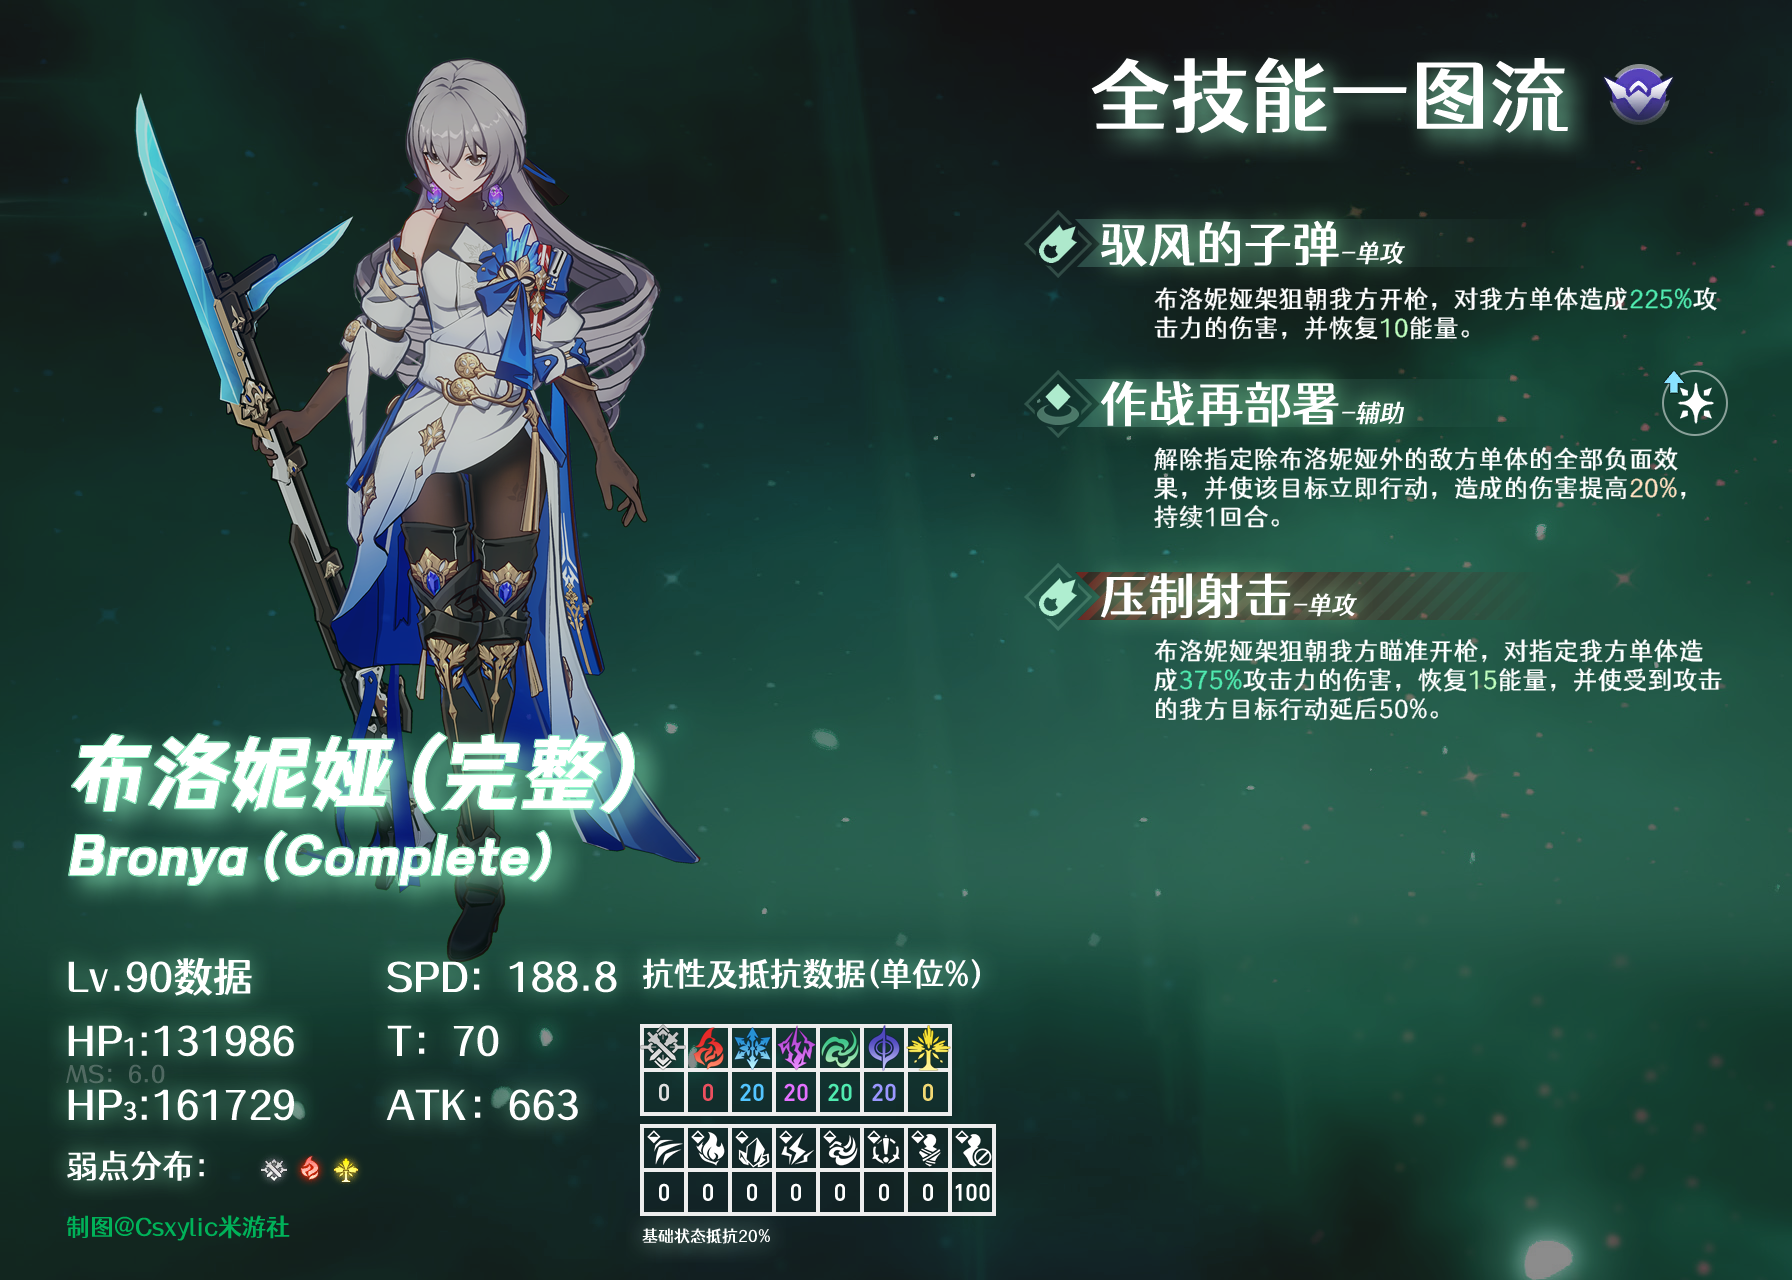 全技能一图流
驭风的子弹-单攻
布洛妮娅架狙朝我方开枪，对我方单体造成225%攻
击力的伤害，并恢复10能量。
作战再部署-辅助
解除指定除布洛妮娅外的敌方单体的全部负面效
果，并使该目标立即行动，造成的伤害提高20%，
持续1回合。
压制射击-单攻
布洛妮娅架狙朝我方瞄准开枪，对指定我方单体造
成375%攻击力的伤害，恢复15能量，并使受到攻击
的我方目标行动延后50%。
布洛妮娅（完整）
Bronya (Complete)
Lv.90数据
SPD: 188.8
HP1:131986
T: 70
MS: 6.0
HP3:161729
ATK: 663
弱点分布：
制图@Csxylic米游社
抗性及抵抗数据(单位%)
0 0 20 20 20 20 0
0 0 0 0 0 0 0 100
基础状态抵抗20%